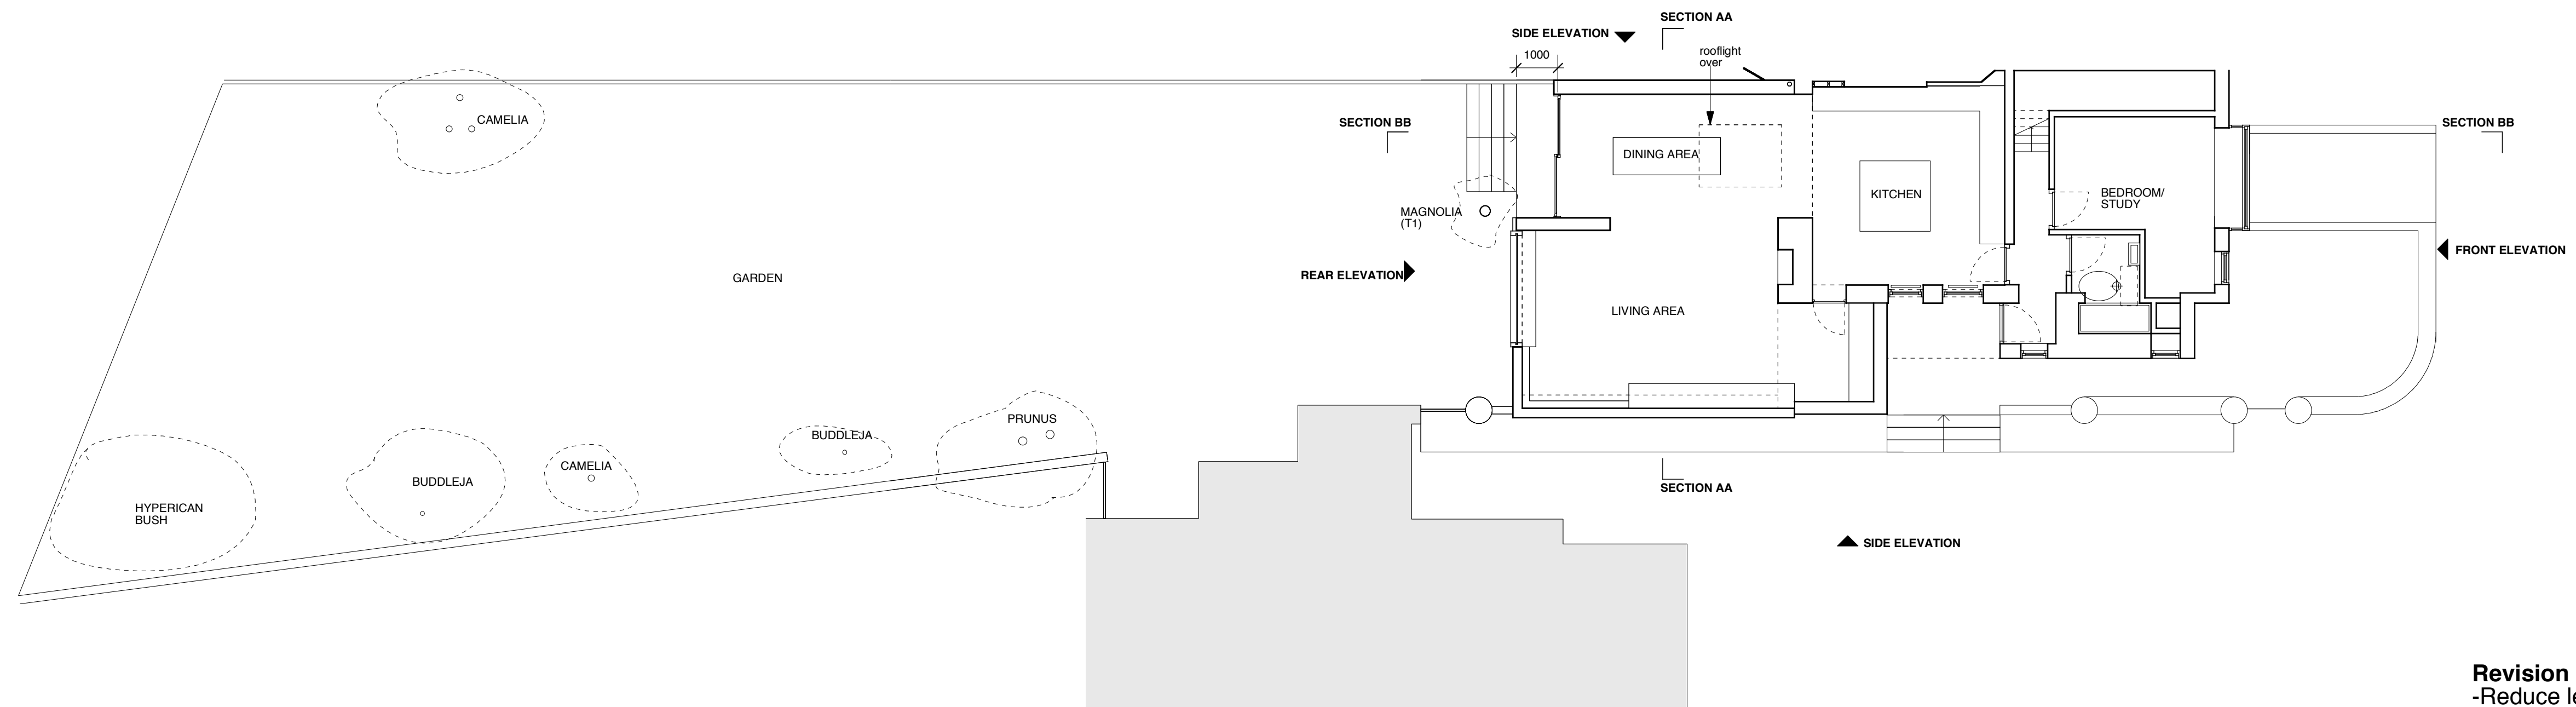 SECTION AA
SIDE ELEVATION
1000
rooflight
over
CAMELIA
SECTION BB
SECTION BB
DINING AREA
KITCHEN
BEDROOM/
STUDY
MAGNOLIA
(T1)
FRONT ELEVATION
REAR ELEVATION
GARDEN
LIVING AREA
PRUNUS
BUDDLEJA
CAMELIA
BUDDLEJA
HYPERICAN
BUSH
SECTION AA
SIDE ELEVATION
Revision
-Reduce le